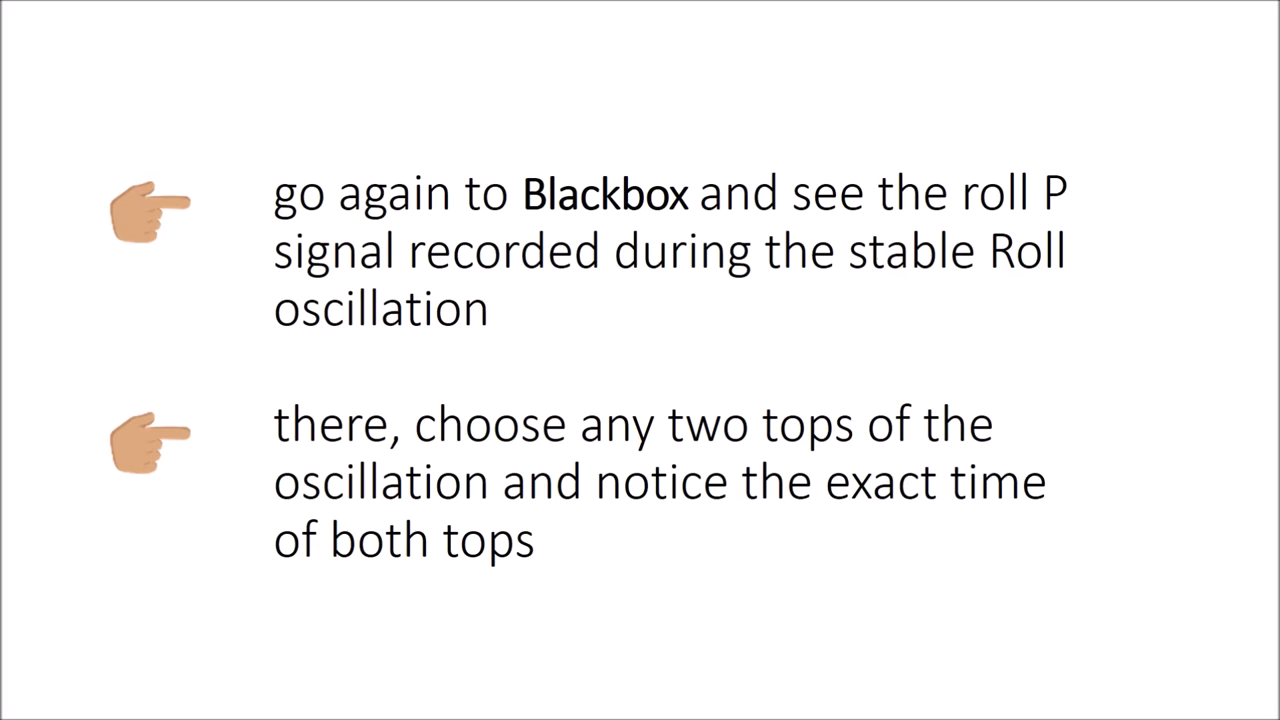 go again to Blackbox and see the roll P
signal recorded during the stable Roll
oscillation
there, choose any two tops of the
oscillation and notice the exact time
of both tops